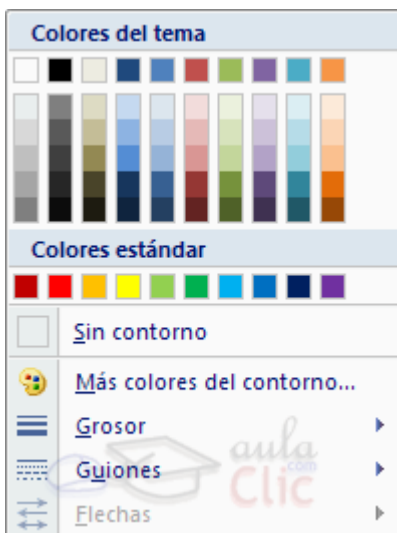 Colores del tema
Colores estándar
Sin contorno
Más colores del contorno...
Grosor
Guiones
Flechas
aula
Clic
.com